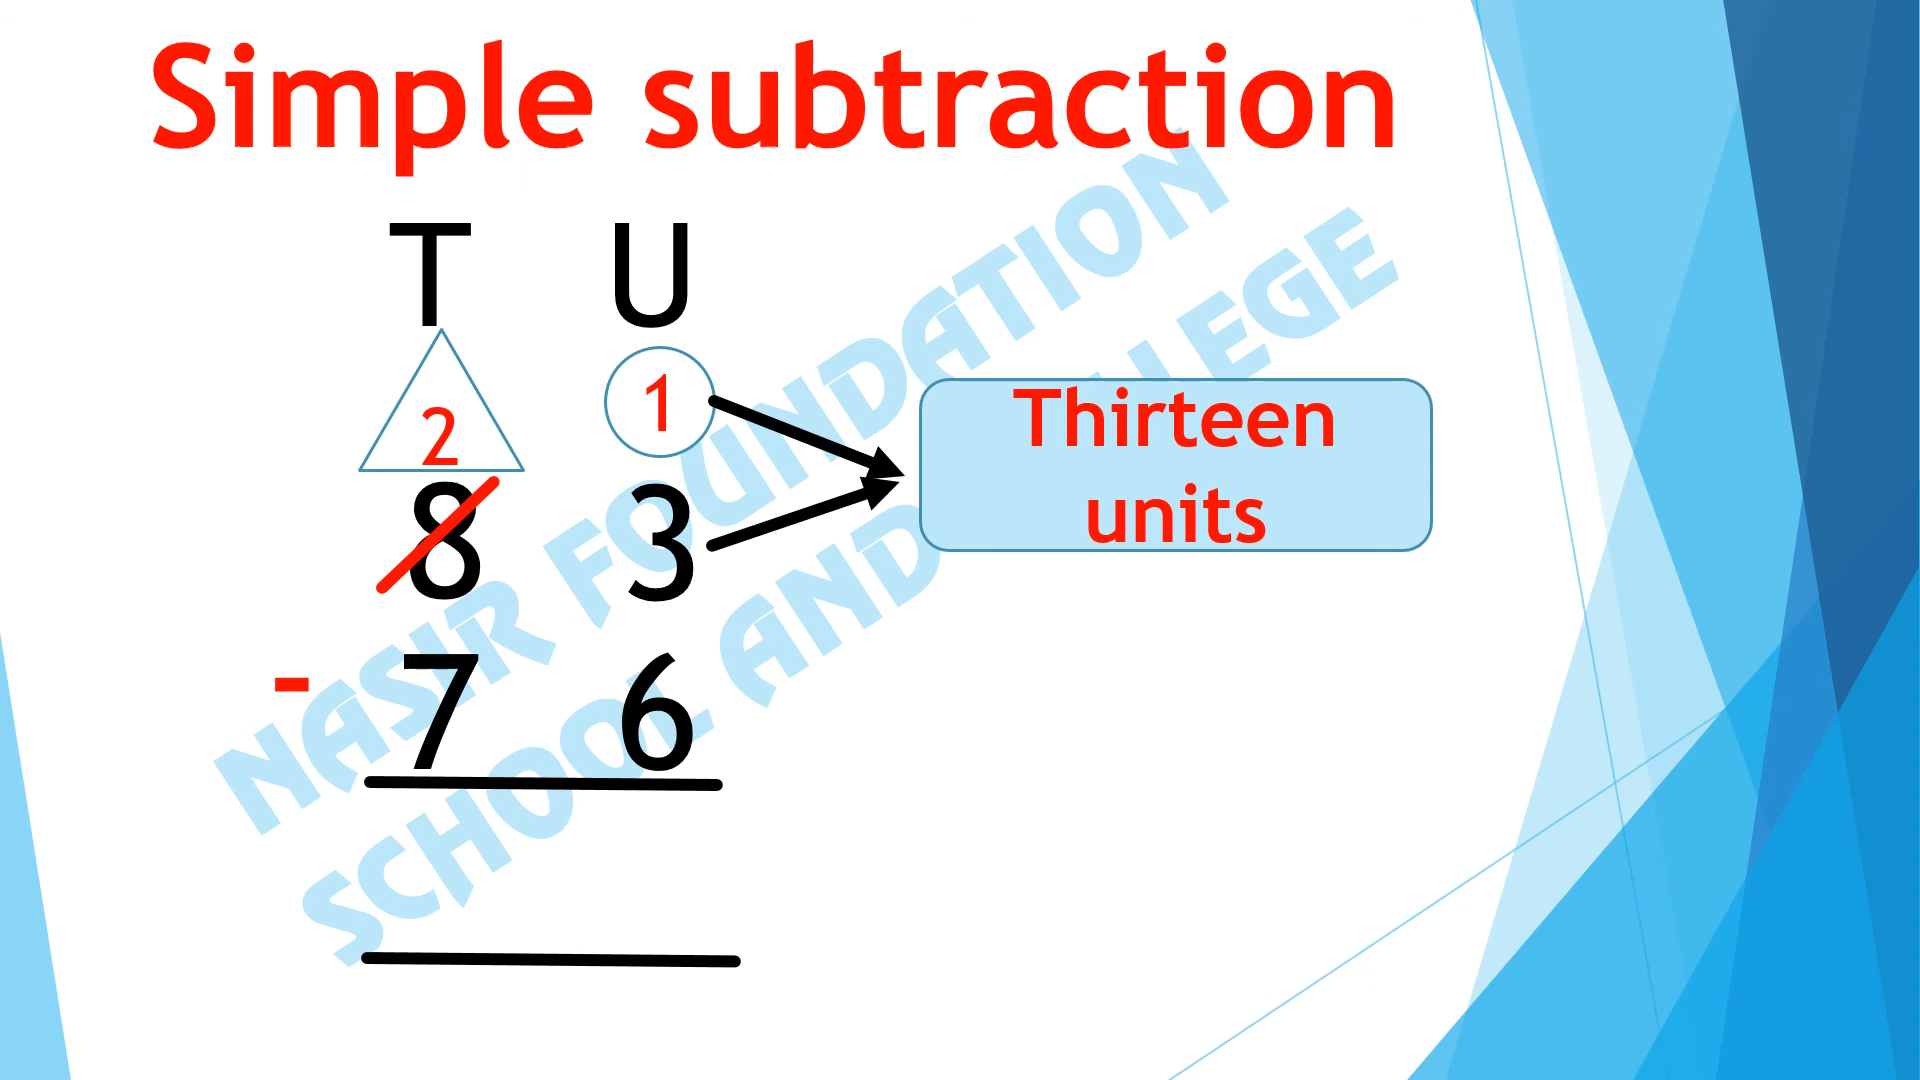 Simple subtraction
T U
2 1
8 3
Thirteen
units
- 7 6
NASIR FOUNDATION
SCHOOL AND COLLEGE